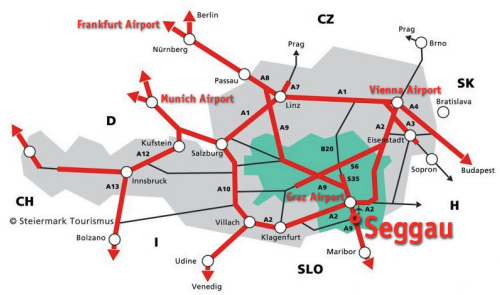 Berlin
Frankfurt Airport
CZ
Nürnberg
Prag
Prag
Brno
Passau
A8
A7
Linz
A1
Vienna Airport
SK
Munich Airport
A4
Bratislava
D
A1
A9
A2
A3
Kufstein
Salzburg
B20
Eisenstadt
A12
S6
Sopron
Budapest
Innsbruck
S35
CH
A13
A10
A9
Graz Airport
H
© Steiermark Tourismus
Villach
A2
A2
A2
A9
Seggau
Bolzano
I
Klagenfurt
Maribor
Udine
SLO
Venedig